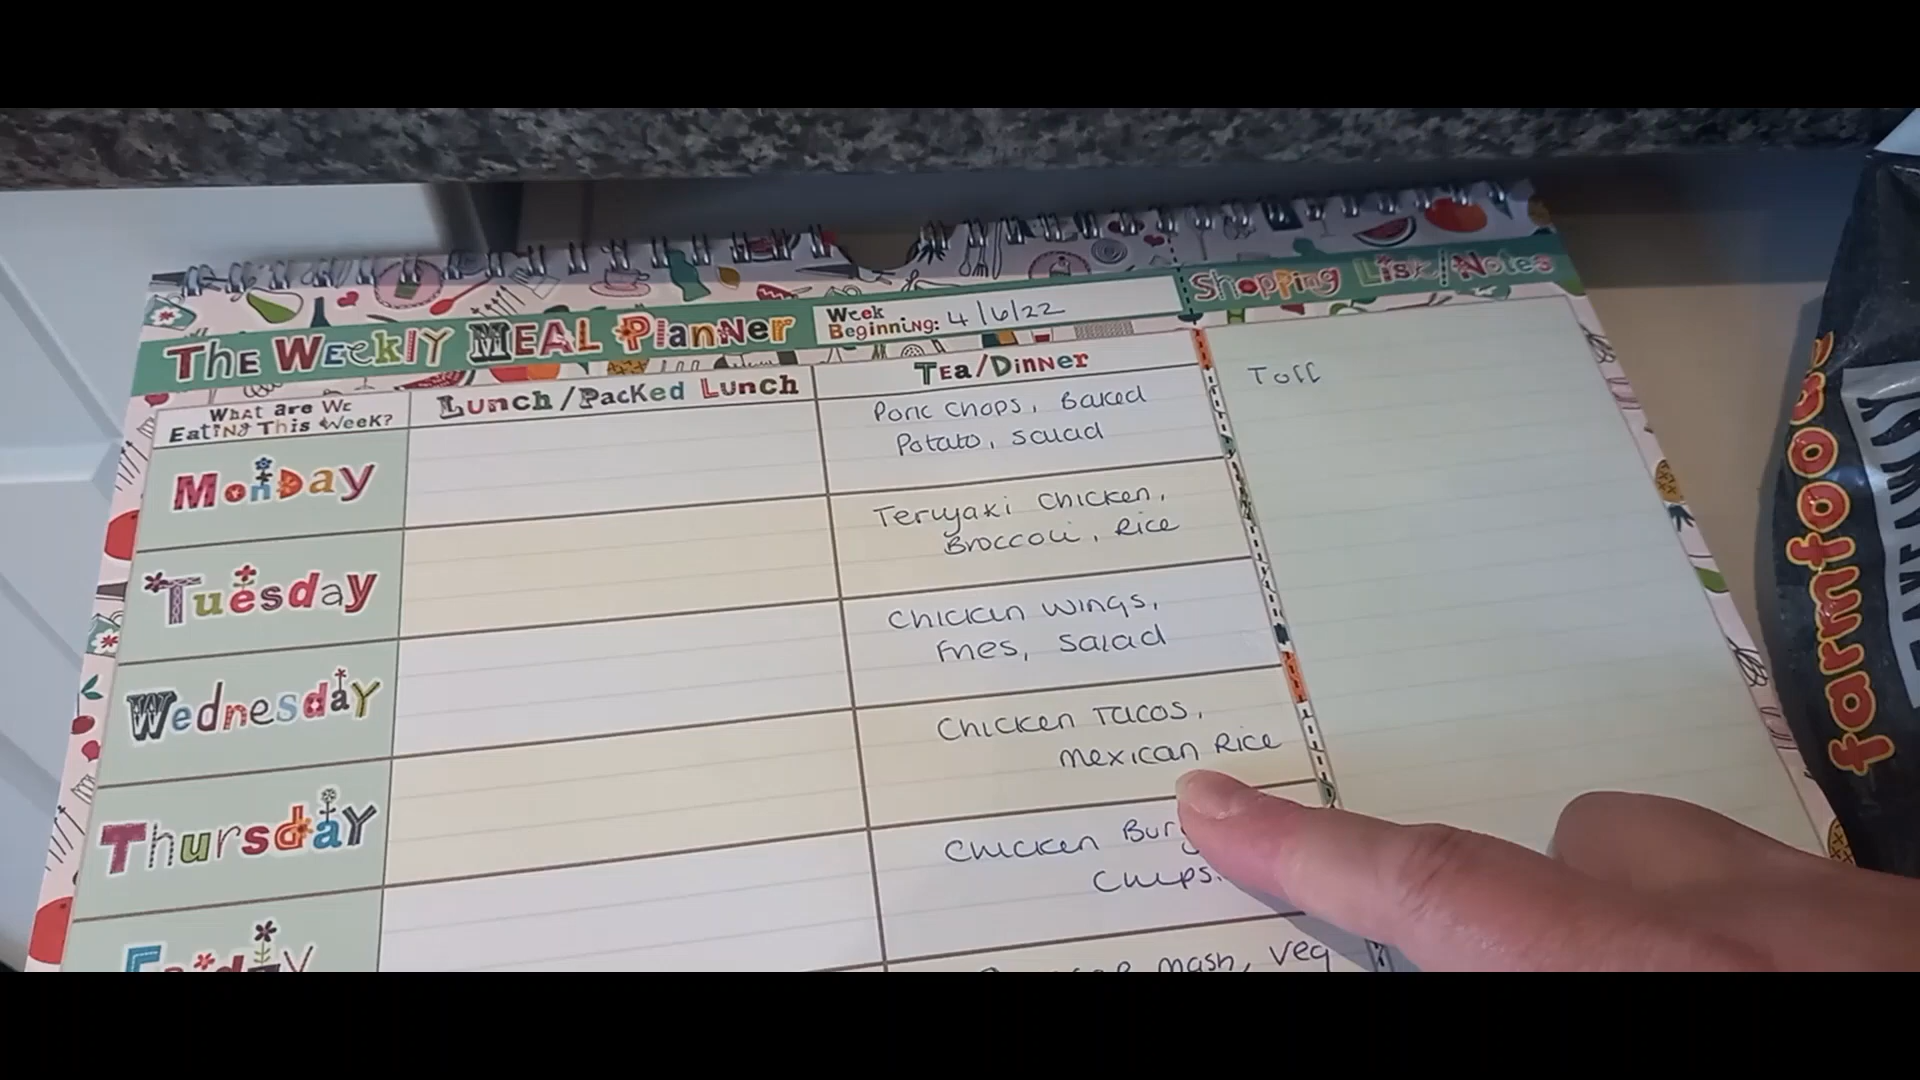 The Weekly Meal Planner
Week
Beginning: 4/6/22
Shopping List/Notes
What are We
Eating This Week?
Lunch/Packed Lunch
Tea/Dinner
Toff
Monday
Pork Chops, Baked
Potato, Salad
Tuesday
Teriyaki Chicken,
Broccoli, Rice
Wednesday
Chicken Wings,
Fries, Salad
Thursday
Chicken Tacos,
Mexican Rice
Friday
Chicken
Chips.
mash, veg
farmfoods